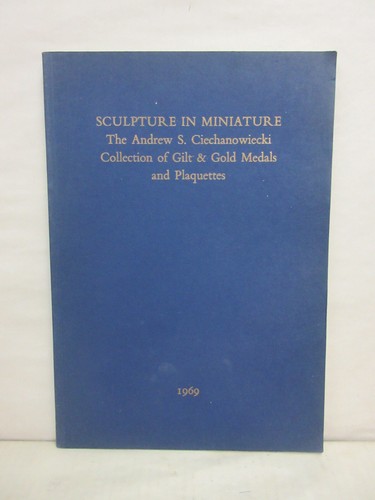 SCULPTURE IN MINIATURE
The Andrew S. Ciechanowiecki
Collection of Gilt & Gold Medals
and Plaquettes
1969